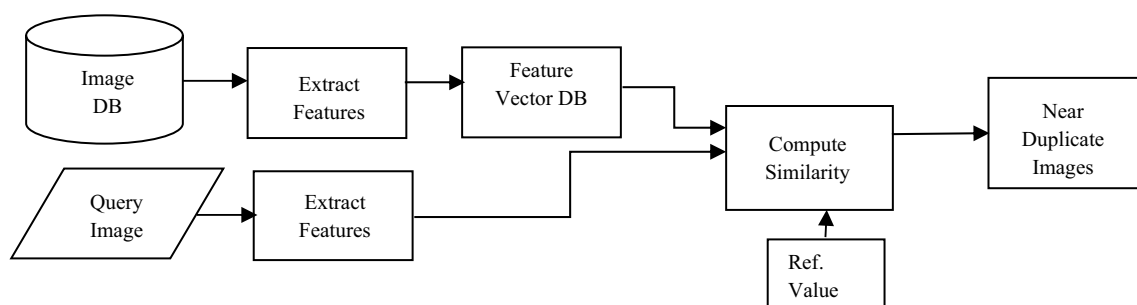 Image
DB
Extract
Features
Feature
Vector DB
Compute
Similarity
Near
Duplicate
Images
Query
Image
Extract
Features
Ref.
Value